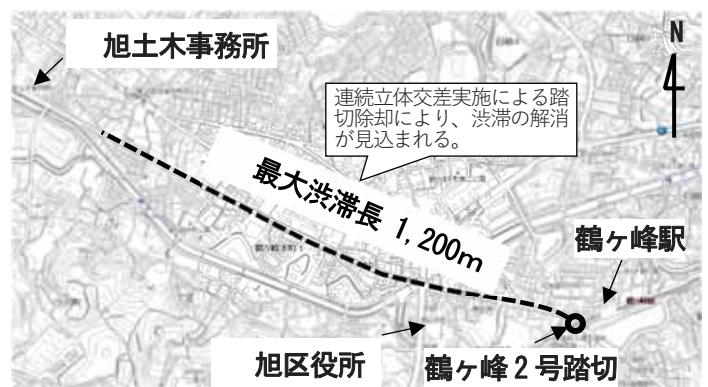 旭土木事務所
N
連続立体交差実施による踏
切除却により、渋滞の解消
が見込まれる。
最大渋滞長 1,200m
鶴ヶ峰駅
旭区役所
鶴ヶ峰2号踏切